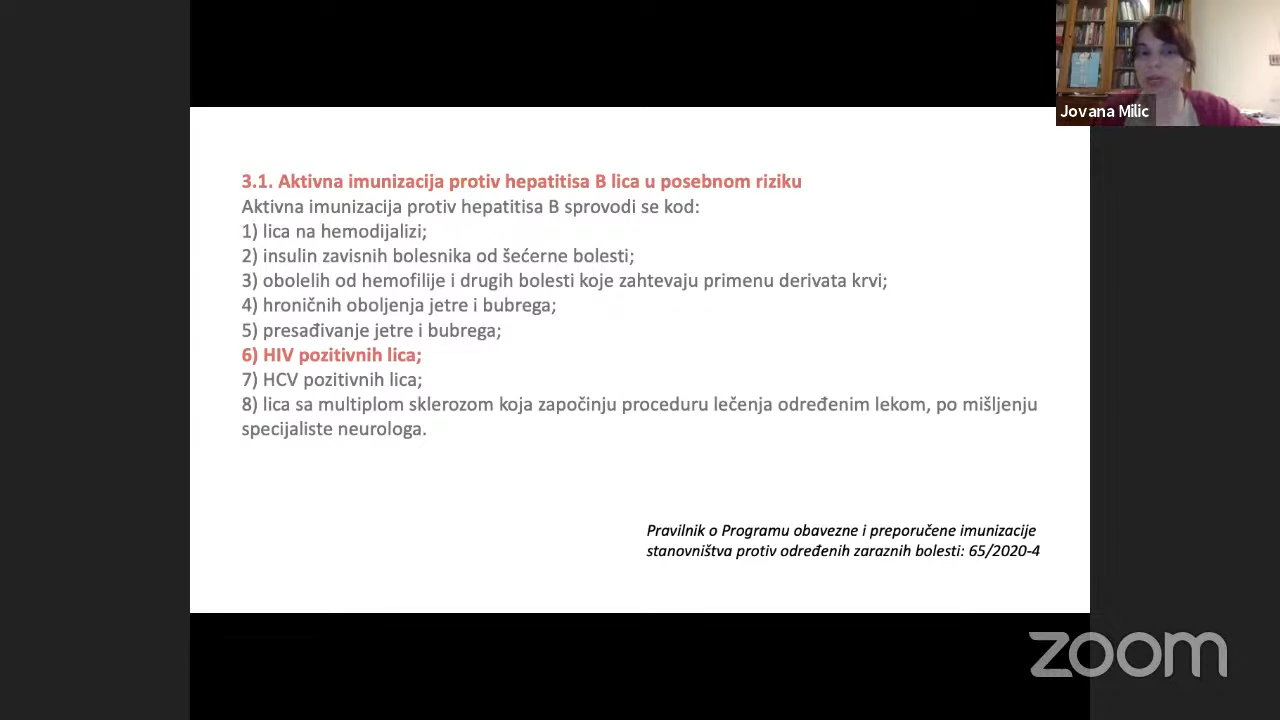 Jovana Milic
3.1. Aktivna imunizacija protiv hepatitisa B lica u posebnom riziku
Aktivna imunizacija protiv hepatitisa B sprovodi se kod:
1) lica na hemodijalizi;
2) insulin zavisnih bolesnika od šećerne bolesti;
3) obolelih od hemofilije i drugih bolesti koje zahtevaju primenu derivata krvi;
4) hroničnih oboljenja jetre i bubrega;
5) presađivanje jetre i bubrega;
6) HIV pozitivnih lica;
7) HCV pozitivnih lica;
8) lica sa multiplom sklerozom koja započinju proceduru lečenja određenim lekom, po mišljenju
specijaliste neurologa.
Pravilnik o Programu obavezne i preporučene imunizacije
stanovništva protiv određenih zaraznih bolesti: 65/2020-4
zoom